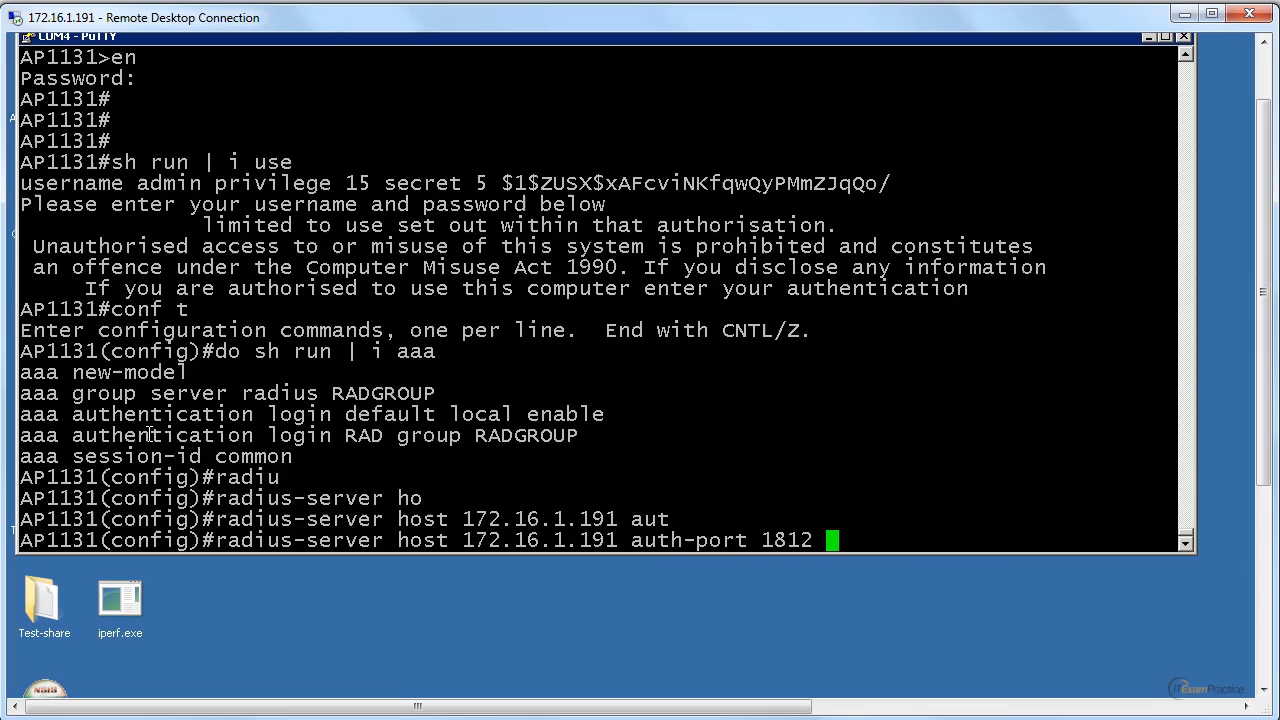 172.16.1.191 - Remote Desktop Connection
COM4 - PuTTY
AP1131>en
Password:
AP1131#
AP1131#
AP1131#
AP1131#sh run | i use
username admin privilege 15 secret 5 $1$ZUSX$xAFcviNKfqwQyPMmZJqQo/
Please enter your username and password below
limited to use set out within that authorisation.
Unauthorised access to or misuse of this system is prohibited and constitutes
an offence under the Computer Misuse Act 1990. If you disclose any information
If you are authorised to use this computer enter your authentication
AP1131#conf t
Enter configuration commands, one per line.  End with CNTL/Z.
AP1131(config)#do sh run | i aaa
aaa new-model
aaa group server radius RADGROUP
aaa authentication login default local enable
aaa authentication login RAD group RADGROUP
aaa session-id common
AP1131(config)#radiu
AP1131(config)#radius-server ho
AP1131(config)#radius-server host 172.16.1.191 aut
AP1131(config)#radius-server host 172.16.1.191 auth-port 1812
Test-share
iperf.exe
NSIS
ITExamPractice